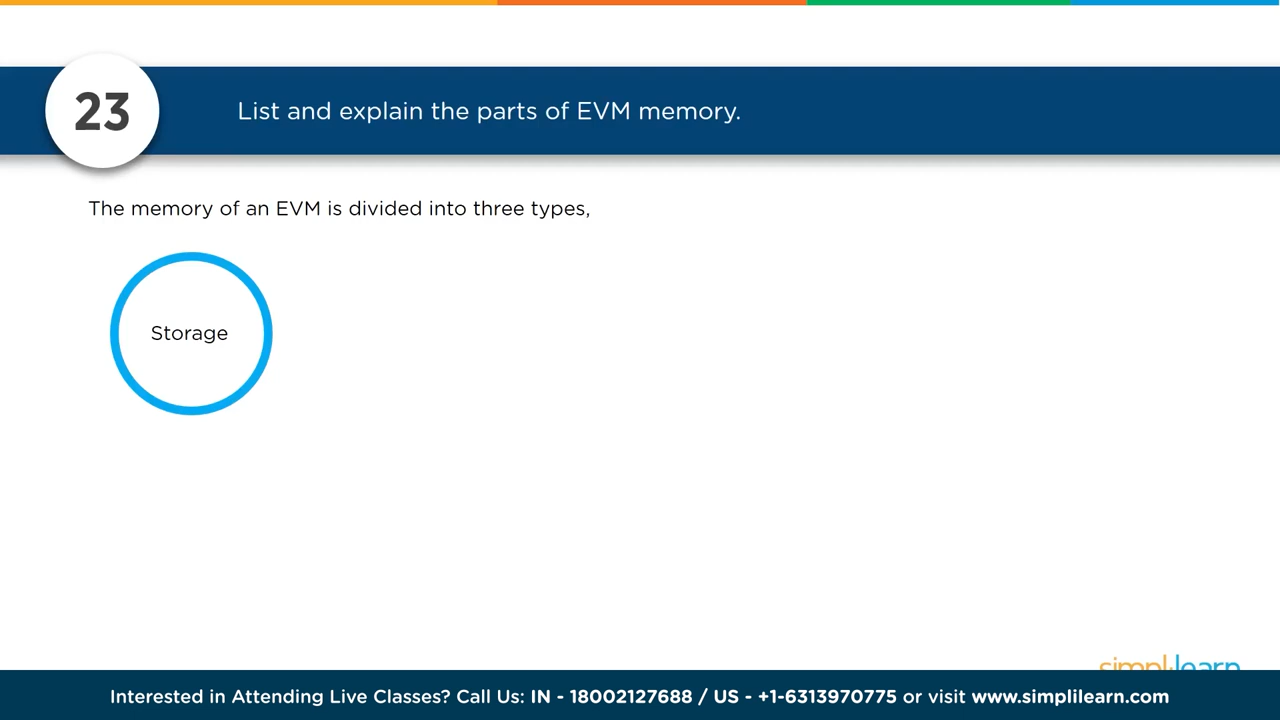 23
List and explain the parts of EVM memory.
The memory of an EVM is divided into three types,
Storage
simplilearn
Interested in Attending Live Classes? Call Us: IN - 18002127688 / US - +1-6313970775 or visit www.simplilearn.com